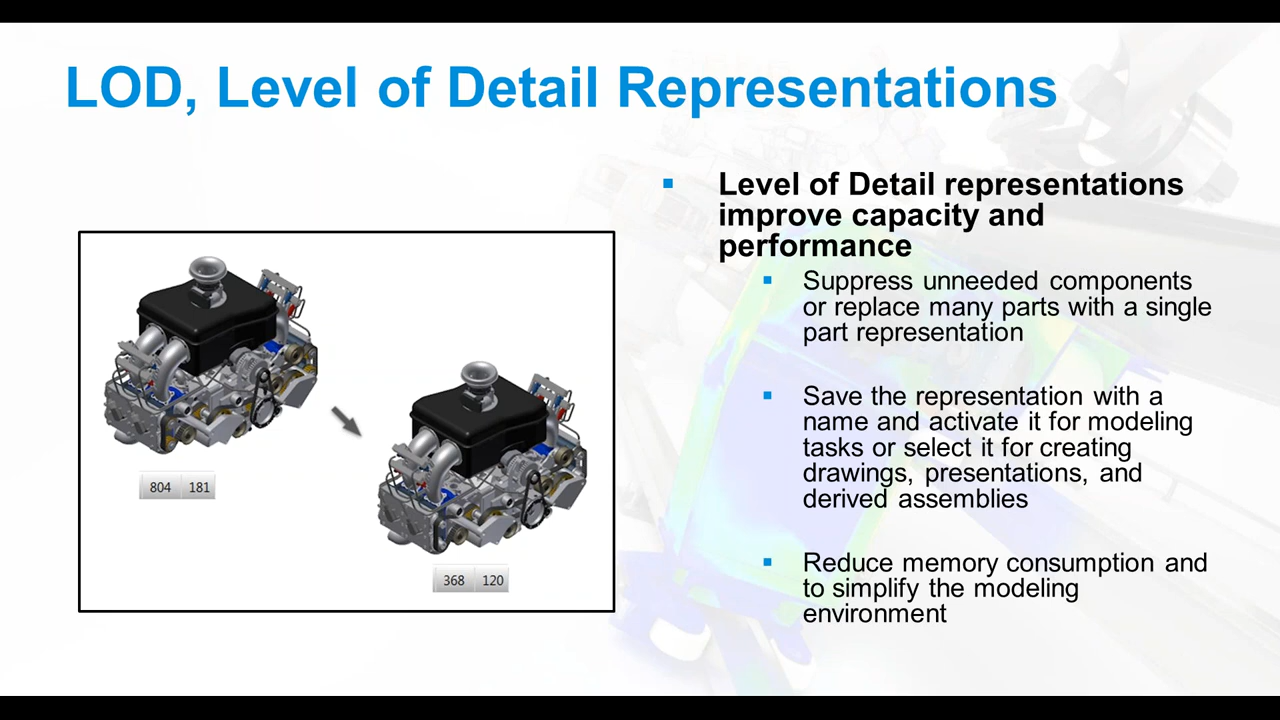 LOD, Level of Detail Representations
Level of Detail representations
improve capacity and
performance
Suppress unneeded components
or replace many parts with a single
part representation
Save the representation with a
name and activate it for modeling
tasks or select it for creating
drawings, presentations, and
derived assemblies
Reduce memory consumption and
to simplify the modeling
environment
804 181
368 120